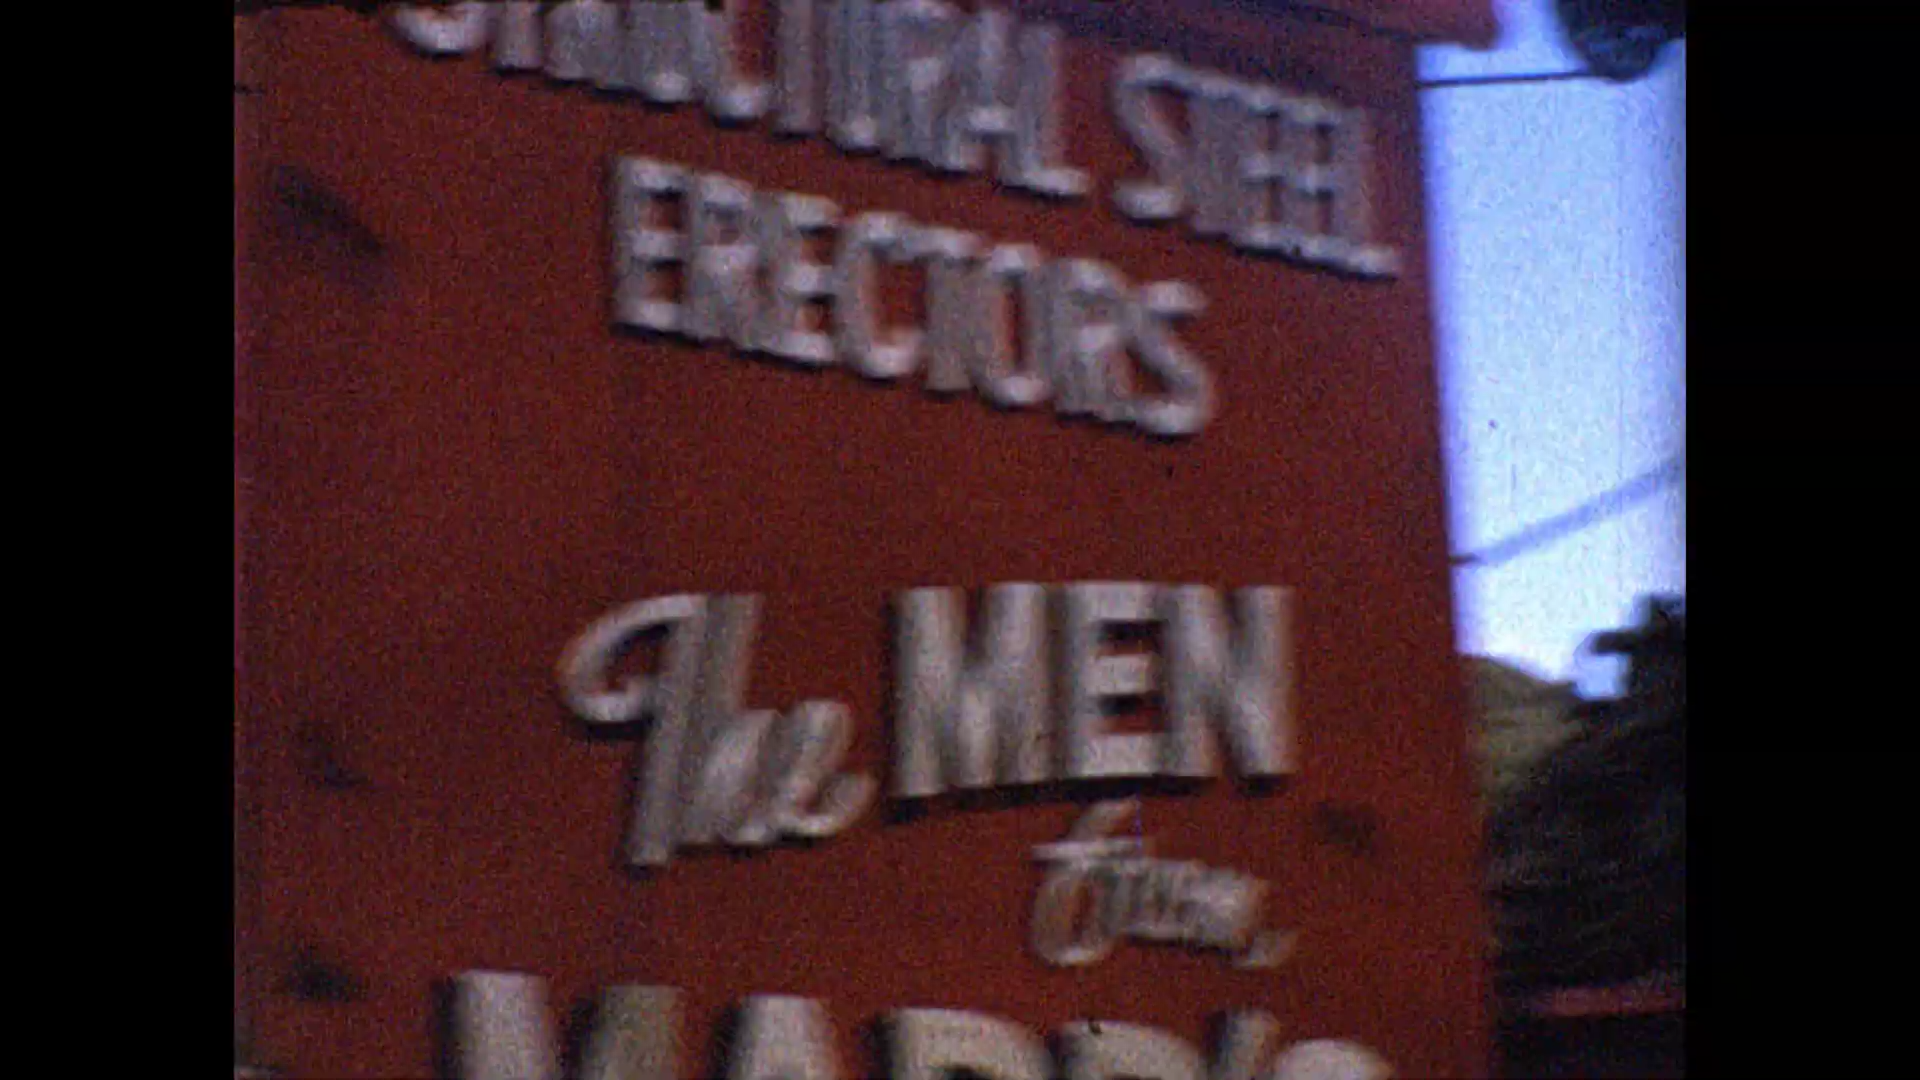 STRUCTURAL STEEL
ERECTORS
The MEN
from